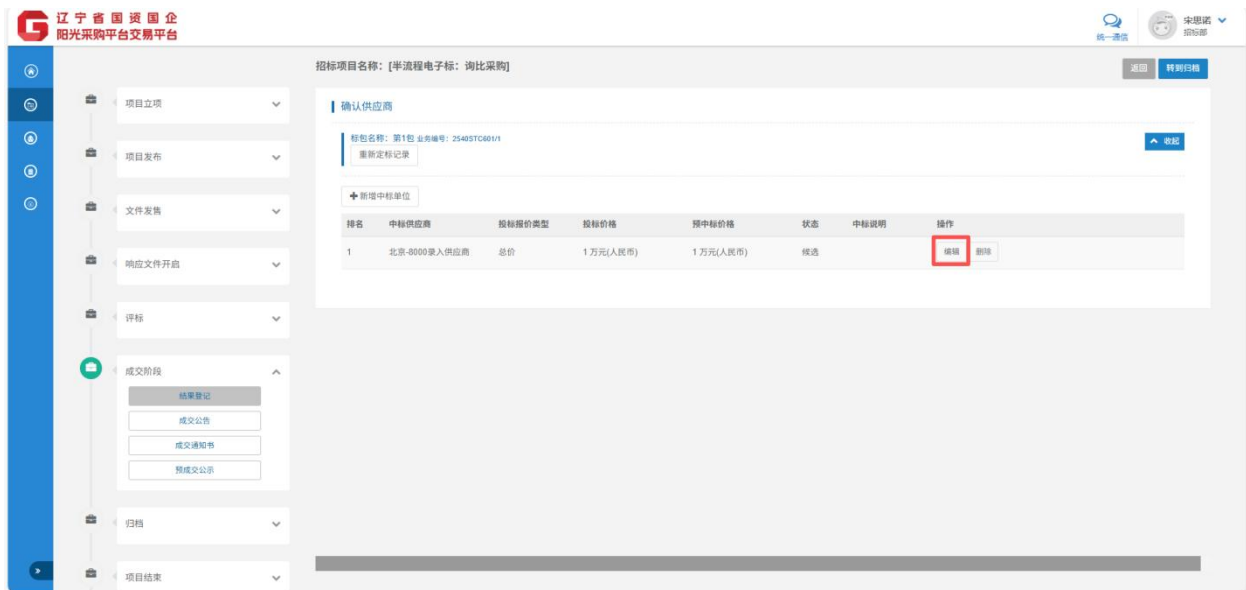 辽宁省国资国企
阳光采购平台交易平台
统一通信
宋思诺
招标部
招标项目名称：[半流程电子标：询比采购]
返回
转到归档
项目立项
项目发布
文件发售
响应文件开启
评标
成交阶段
结果登记
成交公告
成交通知书
预成交公示
归档
项目结束
确认供应商
标包名称：第1包 业务编号：2540STC601/1
收起
重新定标记录
新增中标单位
排名 中标供应商 投标报价类型 投标价格 预中标价格 状态 中标说明 操作
1 北京-8000录入供应商 总价 1 万元(人民币) 1 万元(人民币) 候选 编辑 删除